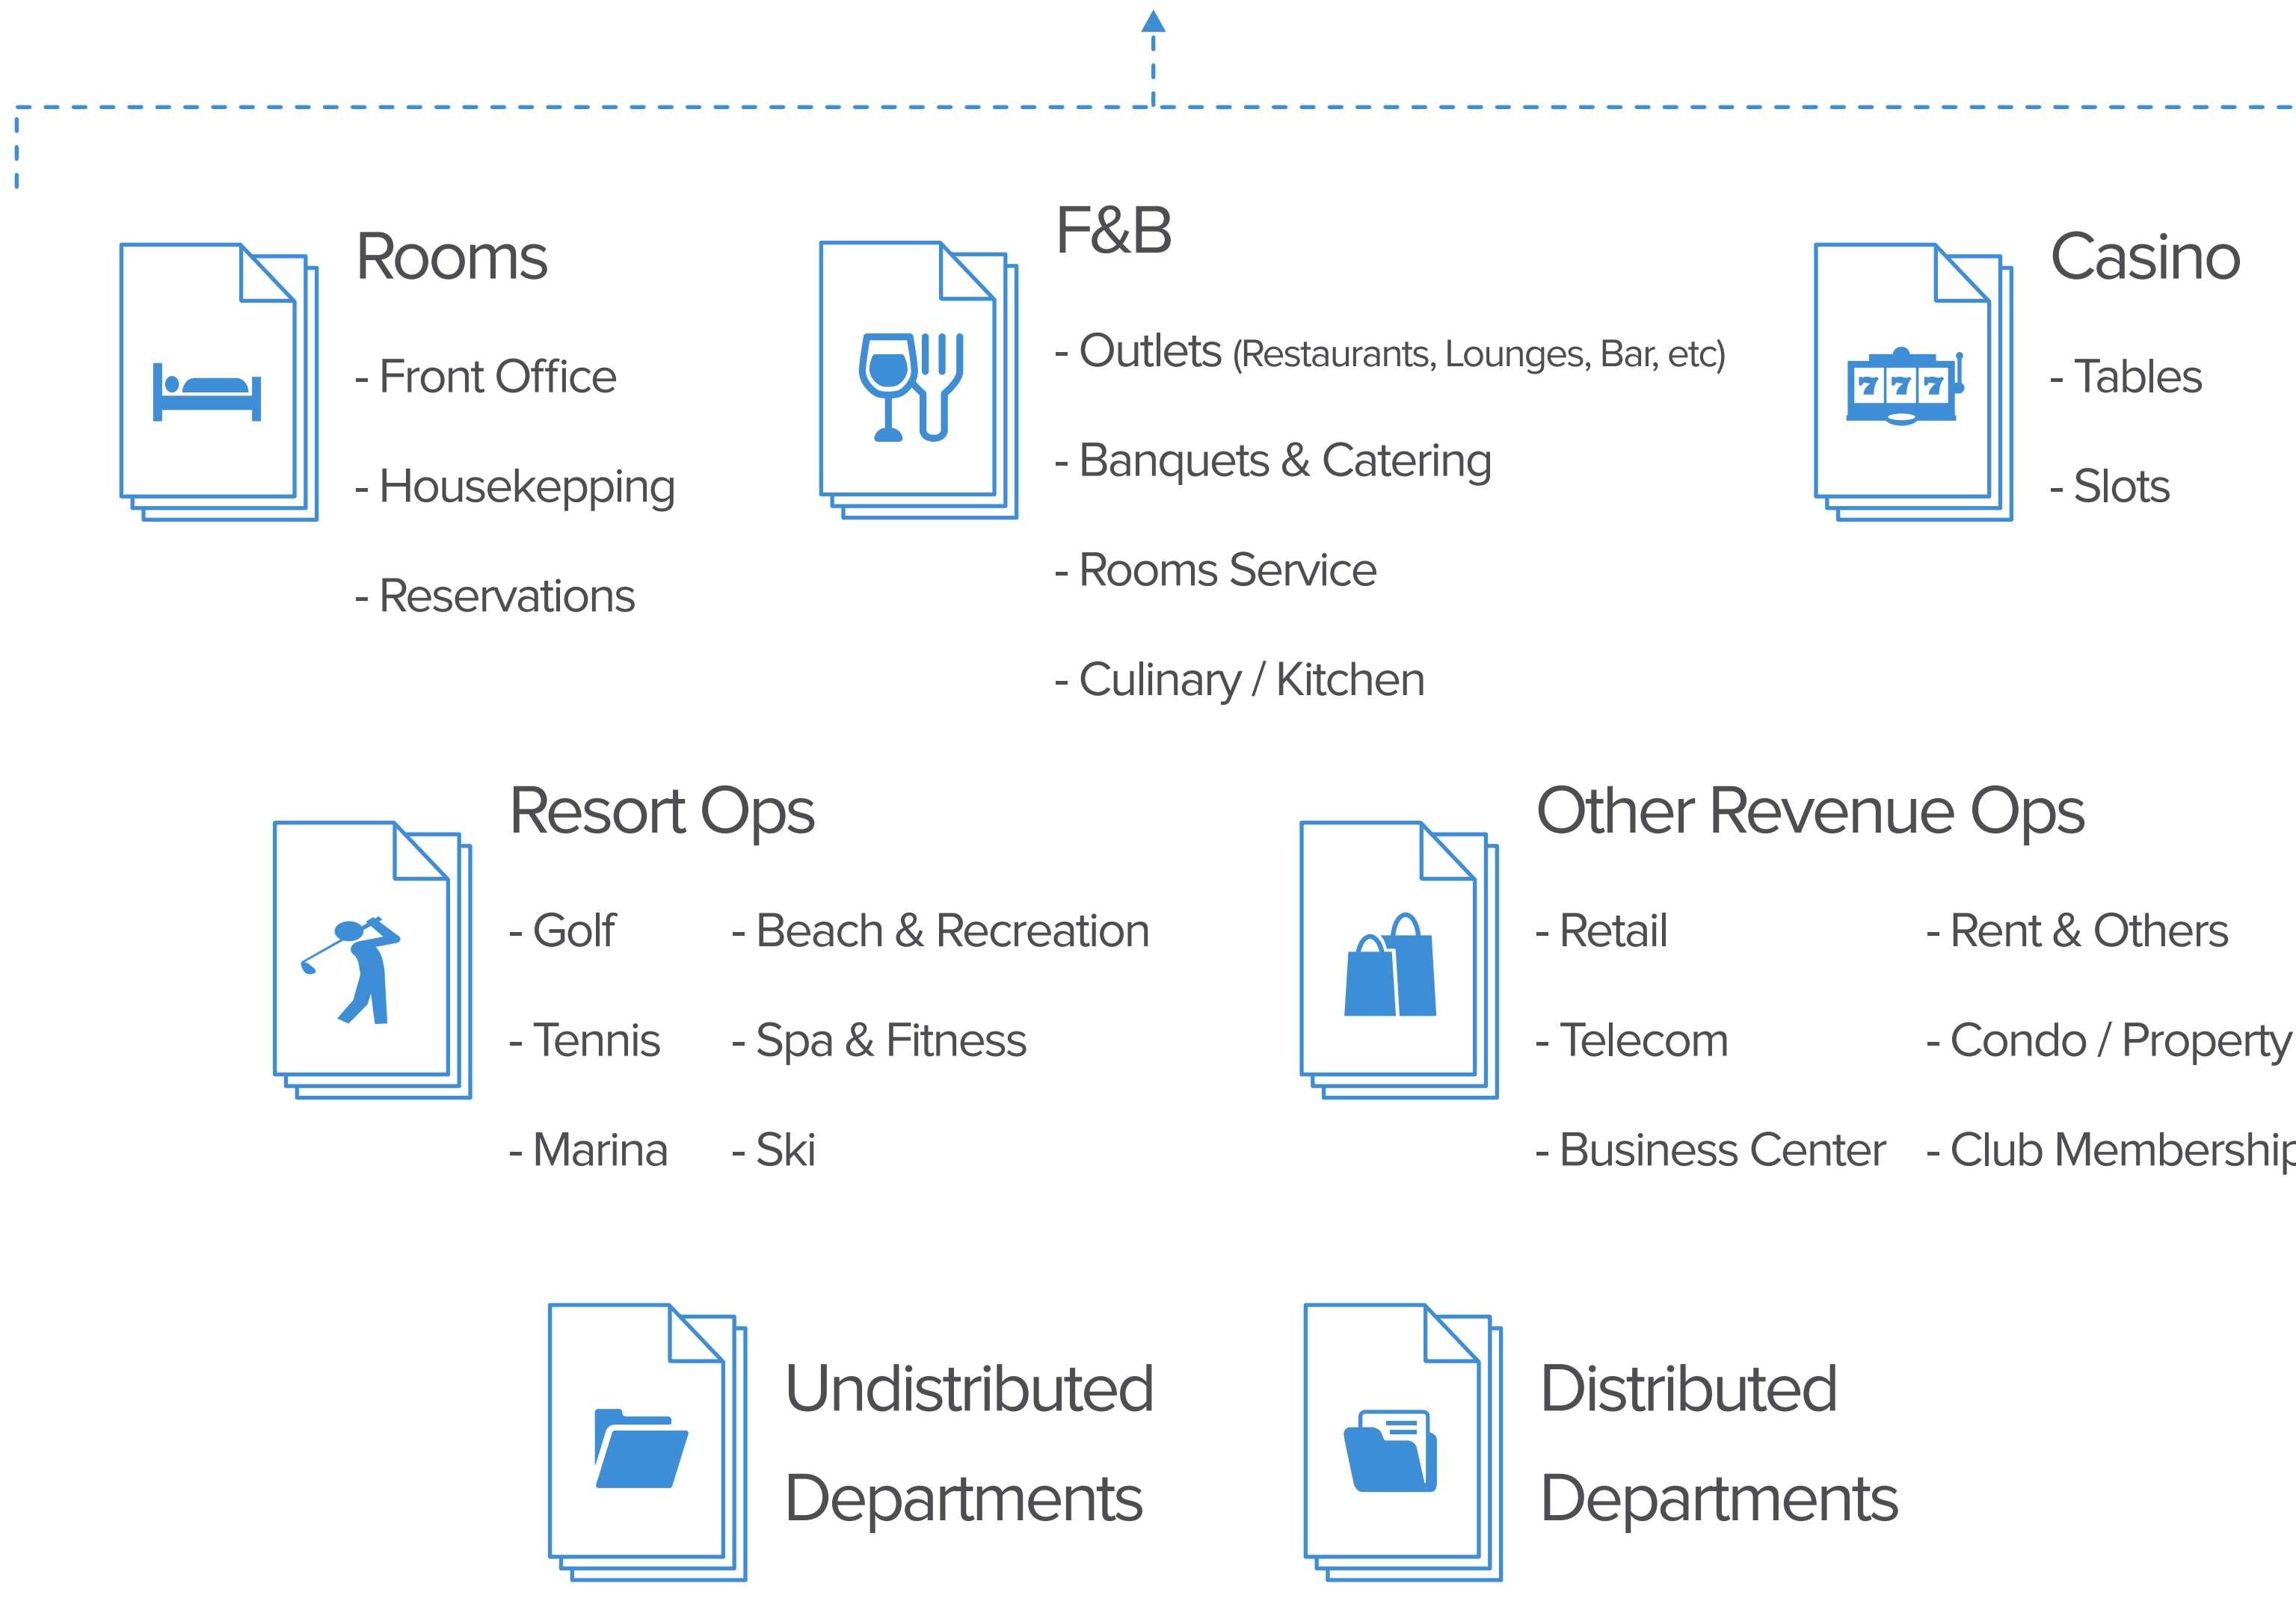 Rooms
- Front Office
- Housekepping
- Reservations
F&B
- Outlets (Restaurants, Lounges, Bar, etc)
- Banquets & Catering
- Rooms Service
- Culinary / Kitchen
Casino
777
- Tables
- Slots
Resort Ops
- Golf
- Tennis
- Marina
- Beach & Recreation
- Spa & Fitness
- Ski
Other Revenue Ops
- Retail
- Telecom
- Business Center
- Rent & Others
- Condo / Property
- Club Membership
Undistributed
Departments
Distributed
Departments